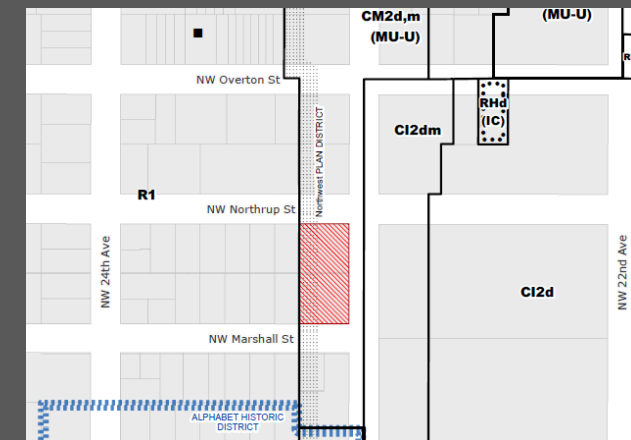 CM2d,m
(MU-U)
(MU-U)
R
NW Overton St
RHd
(IC)
CI2dm
Northwest PLAN DISTRICT
R1
NW Northrup St
NW 24th Ave
NW 22nd Ave
CI2d
NW Marshall St
ALPHABET HISTORIC
DISTRICT